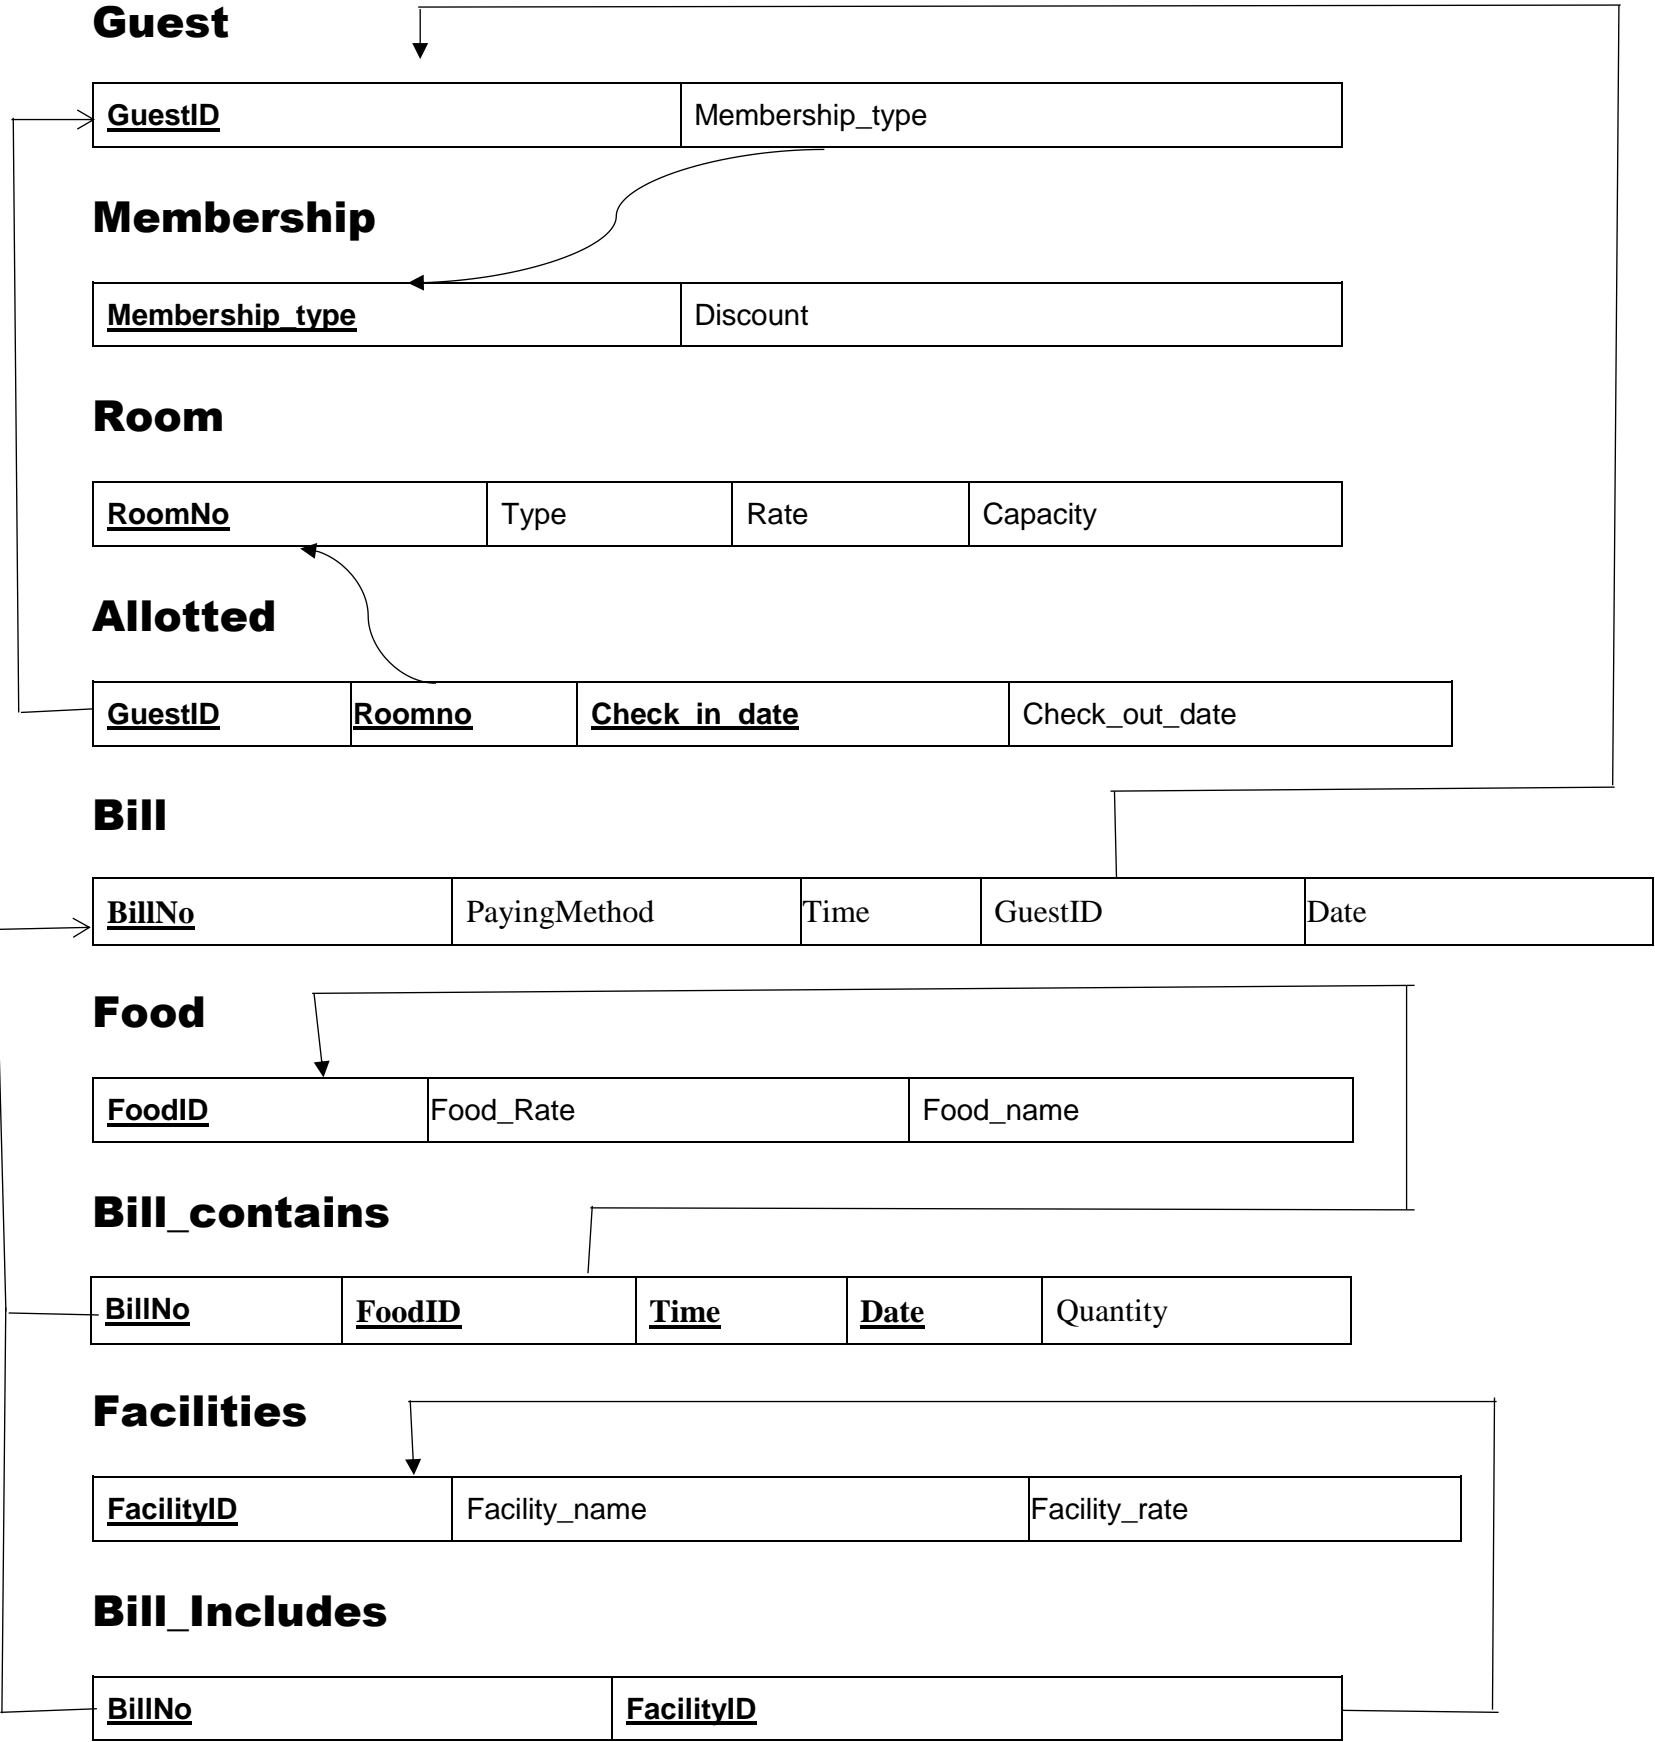 Guest
GuestID Membership_type
Membership
Membership_type Discount
Room
RoomNo Type Rate Capacity
Allotted
GuestID Roomno Check_in_date Check_out_date
Bill
BillNo PayingMethod Time GuestID Date
Food
FoodID Food_Rate Food_name
Bill_contains
BillNo FoodID Time Date Quantity
Facilities
FacilityID Facility_name Facility_rate
Bill_Includes
BillNo FacilityID